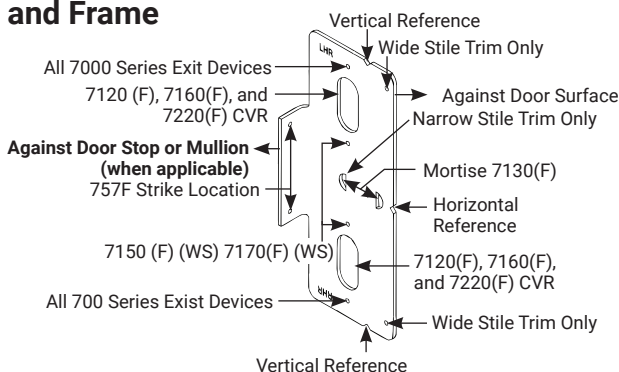 and Frame
Vertical Reference
LHR
Wide Stile Trim Only
All 7000 Series Exit Devices
7120 (F), 7160(F), and
7220(F) CVR
Against Door Surface
Narrow Stile Trim Only
Against Door Stop or Mullion
(when applicable)
757F Strike Location
Mortise 7130(F)
Horizontal
Reference
7150 (F) (WS) 7170(F) (WS)
7120(F), 7160(F),
and 7220(F) CVR
RHR
All 700 Series Exist Devices
Wide Stile Trim Only
Vertical Reference